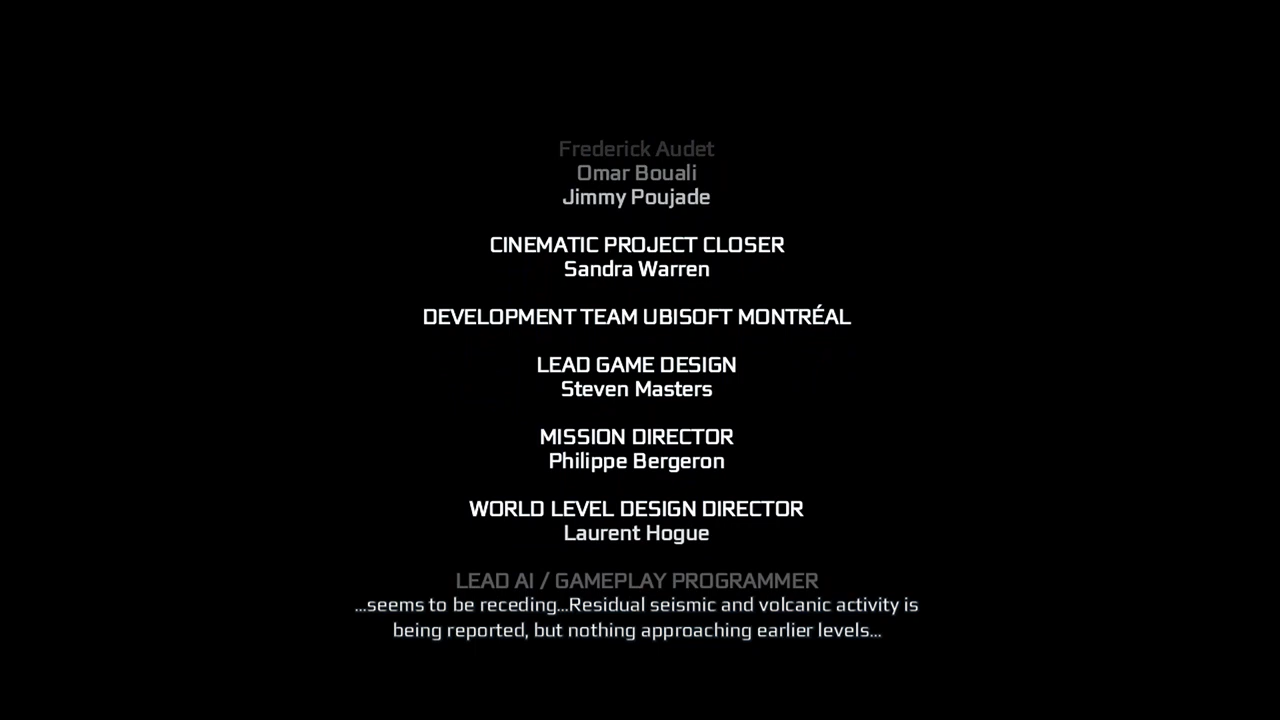 Frederick Audet
Omar Bouali
Jimmy Poujade
CINEMATIC PROJECT CLOSER
Sandra Warren
DEVELOPMENT TEAM UBISOFT MONTRÉAL
LEAD GAME DESIGN
Steven Masters
MISSION DIRECTOR
Philippe Bergeron
WORLD LEVEL DESIGN DIRECTOR
Laurent Hogue
LEAD AI / GAMEPLAY PROGRAMMER
...seems to be receding...Residual seismic and volcanic activity is
being reported, but nothing approaching earlier levels...